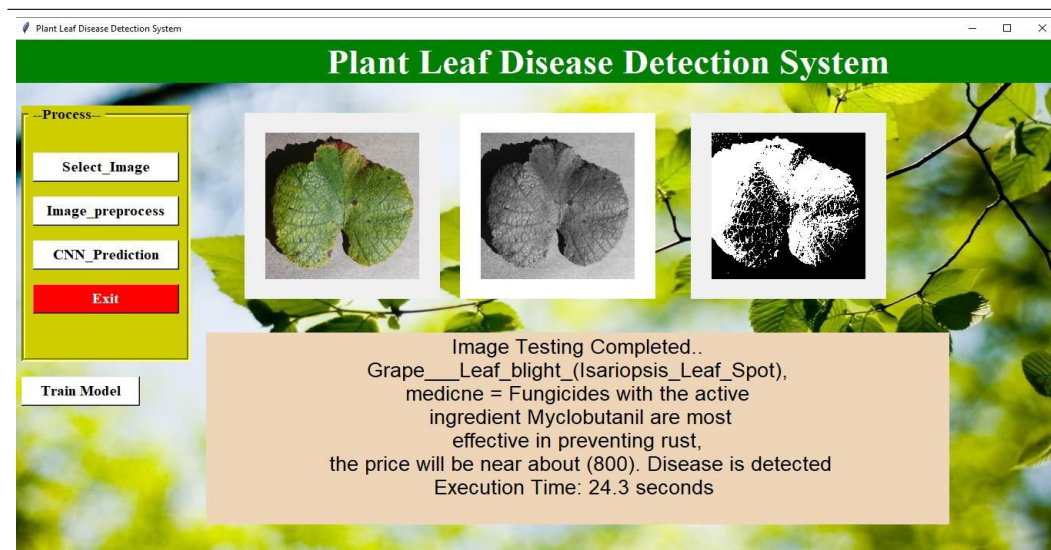 Plant Leaf Disease Detection System
Plant Leaf Disease Detection System
--Process--
Select_Image
Image_preprocess
CNN_Prediction
Exit
Train Model
Image Testing Completed..
Grape___Leaf_blight_(Isariopsis_Leaf_Spot),
medicne = Fungicides with the active
ingredient Myclobutanil are most
effective in preventing rust,
the price will be near about (800). Disease is detected
Execution Time: 24.3 seconds